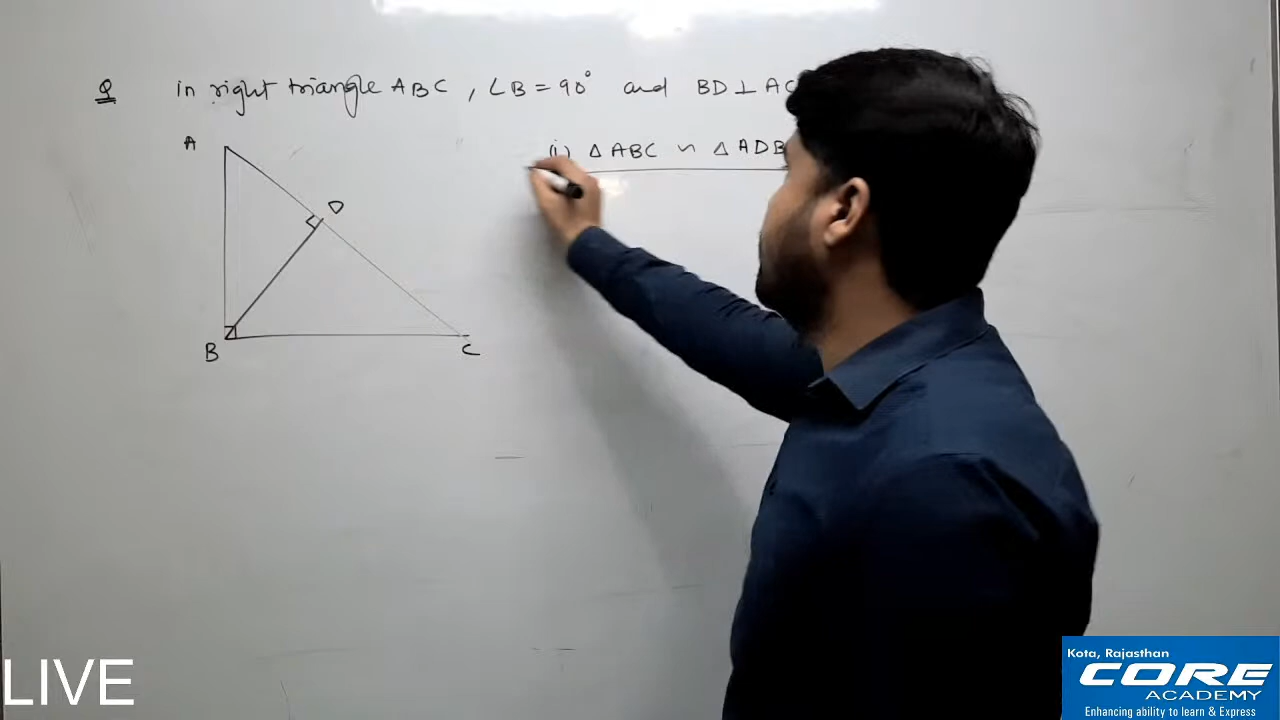 Q in right triangle ABC, ∠B = 90° and BD ⊥ AC
(i) △ABC ∽ △ADB
A
D
B
C
LIVE
Kota, Rajasthan
CORE
ACADEMY
Enhancing ability to learn & Express